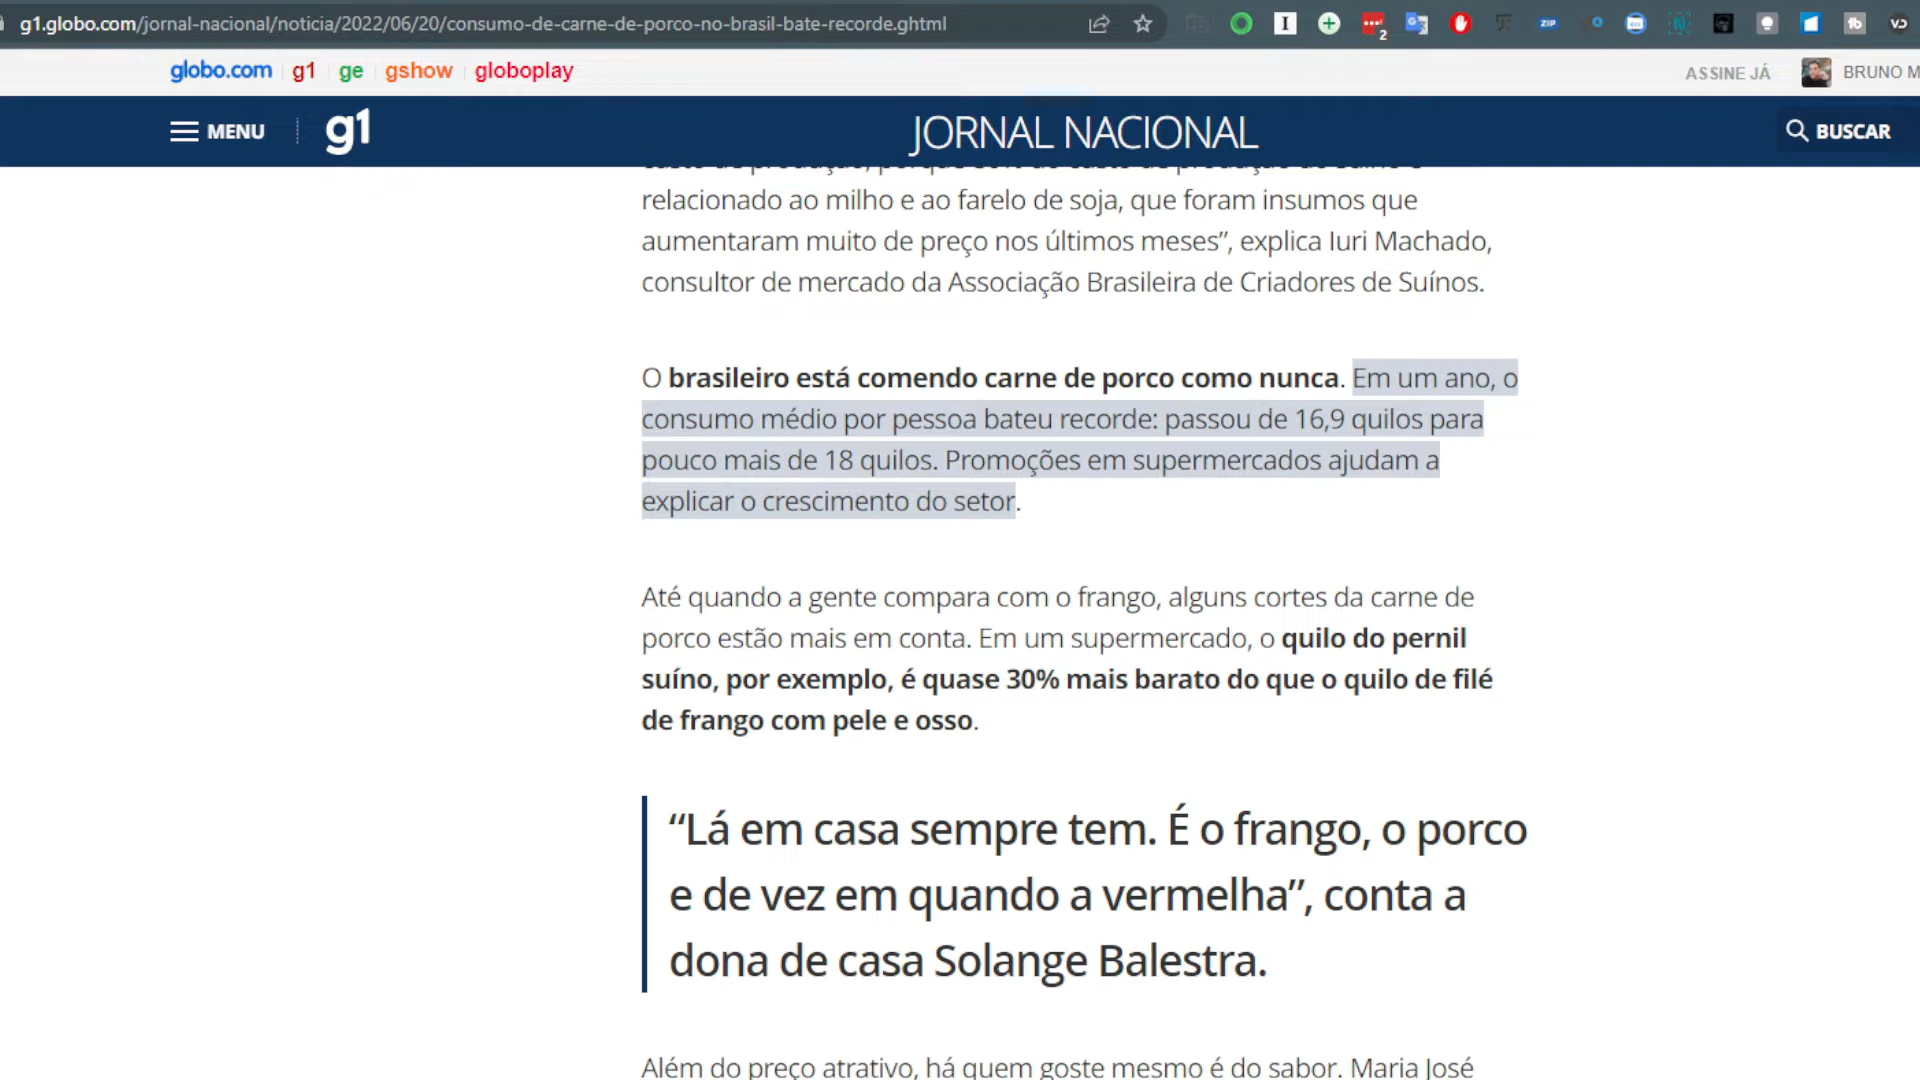 g1.globo.com/jornal-nacional/noticia/2022/06/20/consumo-de-carne-de-porco-no-brasil-bate-recorde.ghtml
globo.com g1 ge gshow globoplay
ASSINE JÁ BRUNO M
MENU g1 JORNAL NACIONAL BUSCAR
relacionado ao milho e ao farelo de soja, que foram insumos que
aumentaram muito de preço nos últimos meses”, explica Iuri Machado,
consultor de mercado da Associação Brasileira de Criadores de Suínos.
O brasileiro está comendo carne de porco como nunca. Em um ano, o
consumo médio por pessoa bateu recorde: passou de 16,9 quilos para
pouco mais de 18 quilos. Promoções em supermercados ajudam a
explicar o crescimento do setor.
Até quando a gente compara com o frango, alguns cortes da carne de
porco estão mais em conta. Em um supermercado, o quilo do pernil
suíno, por exemplo, é quase 30% mais barato do que o quilo de filé
de frango com pele e osso.
“Lá em casa sempre tem. É o frango, o porco
e de vez em quando a vermelha”, conta a
dona de casa Solange Balestra.
Além do preço atrativo, há quem goste mesmo é do sabor. Maria José